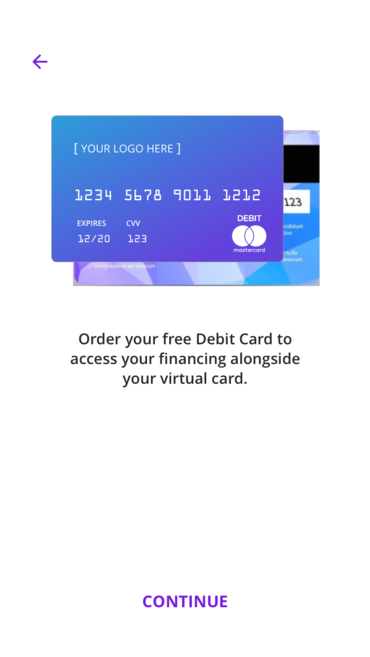 [ YOUR LOGO HERE ]
1234 5678 9011 1212
EXPIRES CVV
12/20 123
DEBIT
mastercard
123
Order your free Debit Card to
access your financing alongside
your virtual card.
CONTINUE